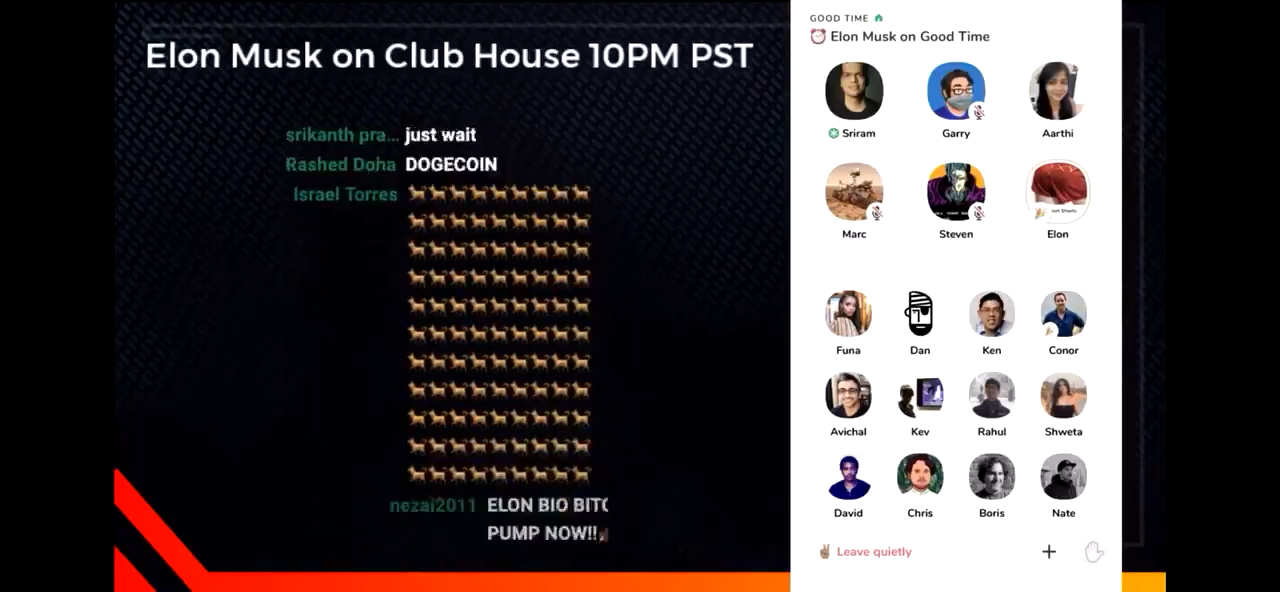 Elon Musk on Club House 10PM PST
srikanth pra... just wait
Rashed Doha DOGECOIN
Israel Torres
nezal2011 ELON BIO BITC
PUMP NOW!!
GOOD TIME
Elon Musk on Good Time
Sriram Garry Aarthi
Marc Steven Elon
Funa Dan Ken Conor
Avichal Kev Rahul Shweta
David Chris Boris Nate
Leave quietly